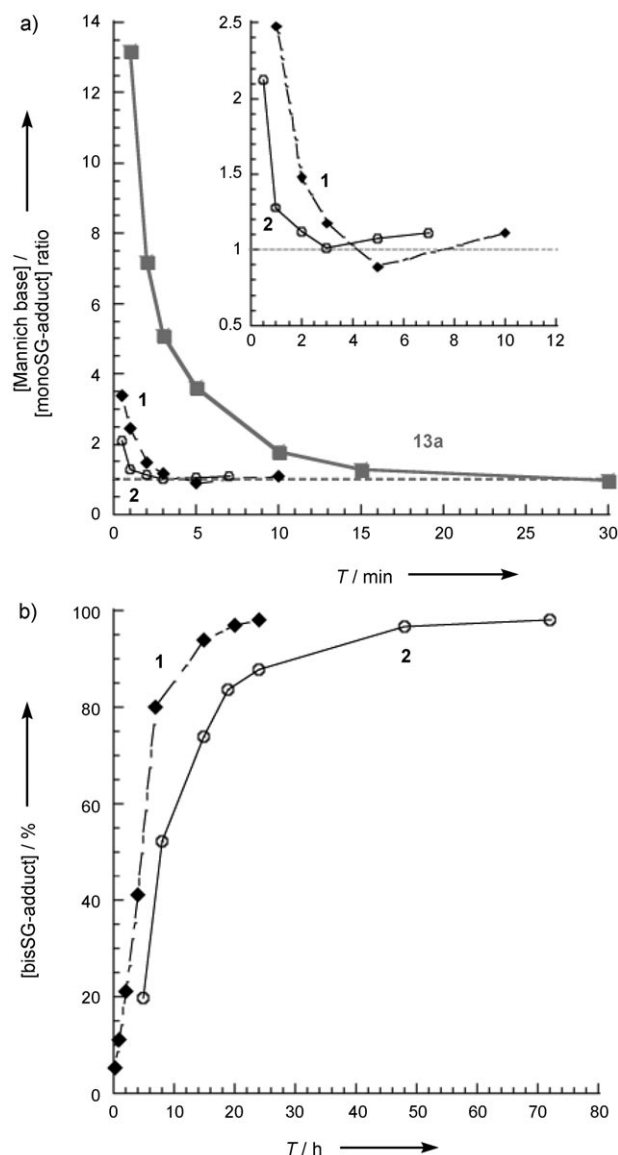 a)
14
12
10
8
6
4
2
0
[Mannich base] /
[monoSG-adduct] ratio
2.5
2
1.5
1
0.5
1
2
0 2 4 6 8 10 12
1
2
13a
0 5 10 15 20 25 30
T / min
b)
100
80
60
40
20
0
[bisSG-adduct] / %
1
2
0 10 20 30 40 50 60 70 80
T / h